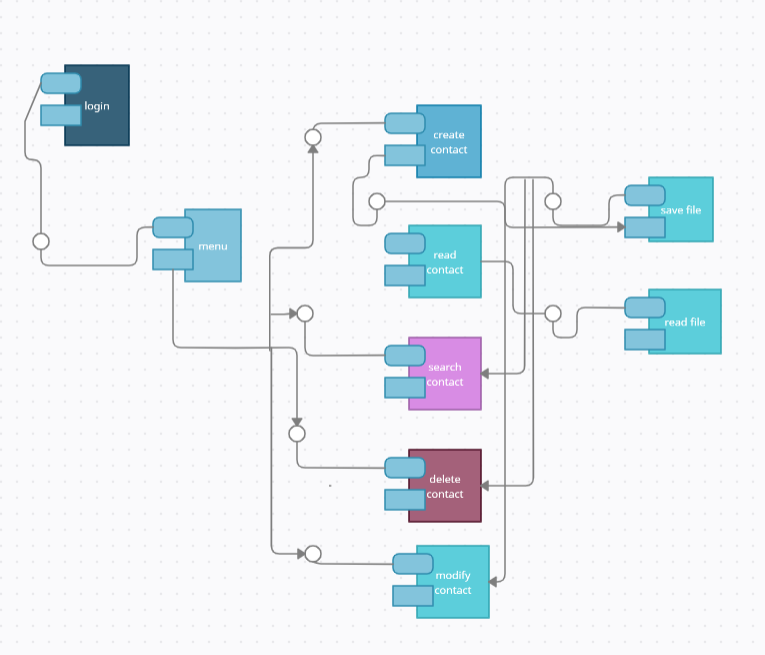 login
create
contact
save file
menu
read
contact
read file
search
contact
delete
contact
modify
contact